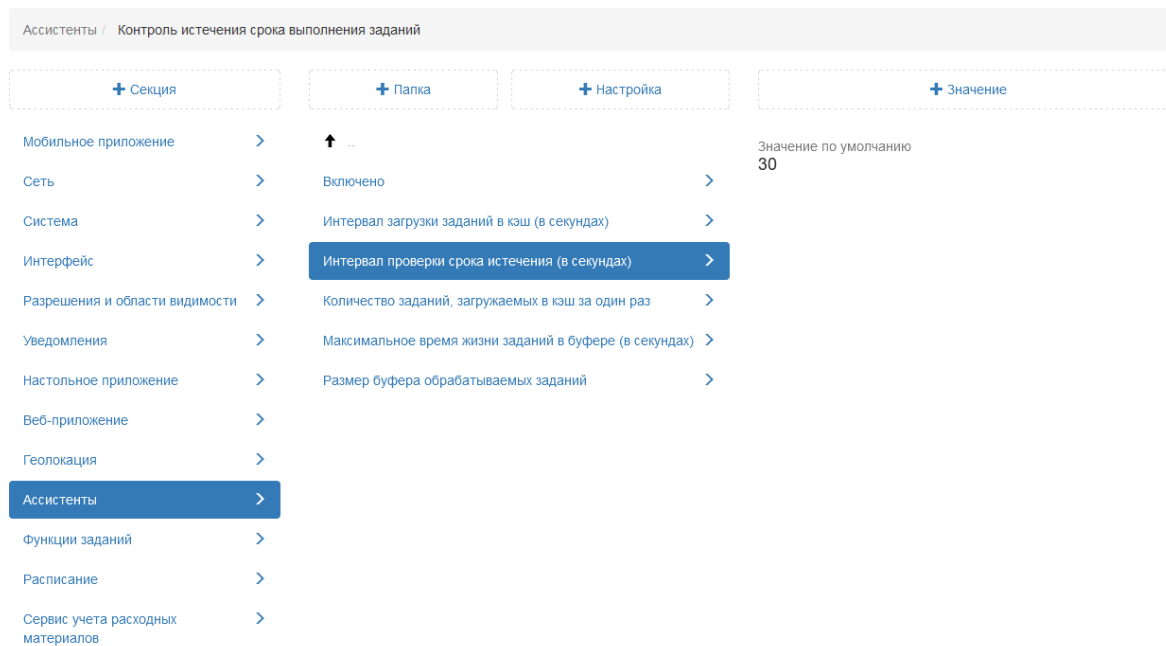 Ассистенты / Контроль истечения срока выполнения заданий
Секция
Папка
Настройка
Значение
Мобильное приложение
Сеть
Система
Интерфейс
Разрешения и области видимости
Уведомления
Настольное приложение
Веб-приложение
Геолокация
Ассистенты
Функции заданий
Расписание
Сервис учета расходных
материалов
..
Включено
Интервал загрузки заданий в кэш (в секундах)
Интервал проверки срока истечения (в секундах)
Количество заданий, загружаемых в кэш за один раз
Максимальное время жизни заданий в буфере (в секундах)
Размер буфера обрабатываемых заданий
Значение по умолчанию
30